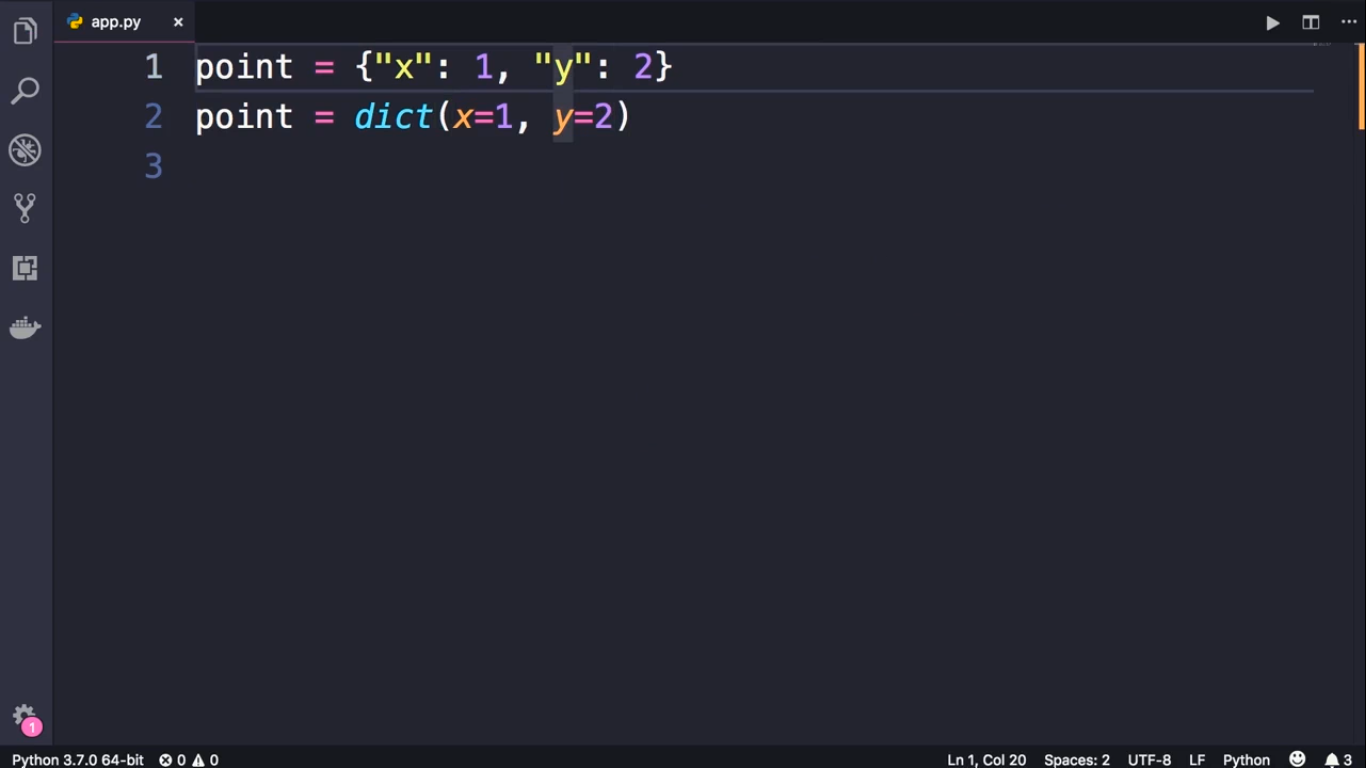 app.py
1 point = {"x": 1, "y": 2}
2 point = dict(x=1, y=2)
3
1
Python 3.7.0 64-bit 0 0 Ln 1, Col 20 Spaces: 2 UTF-8 LF Python 3